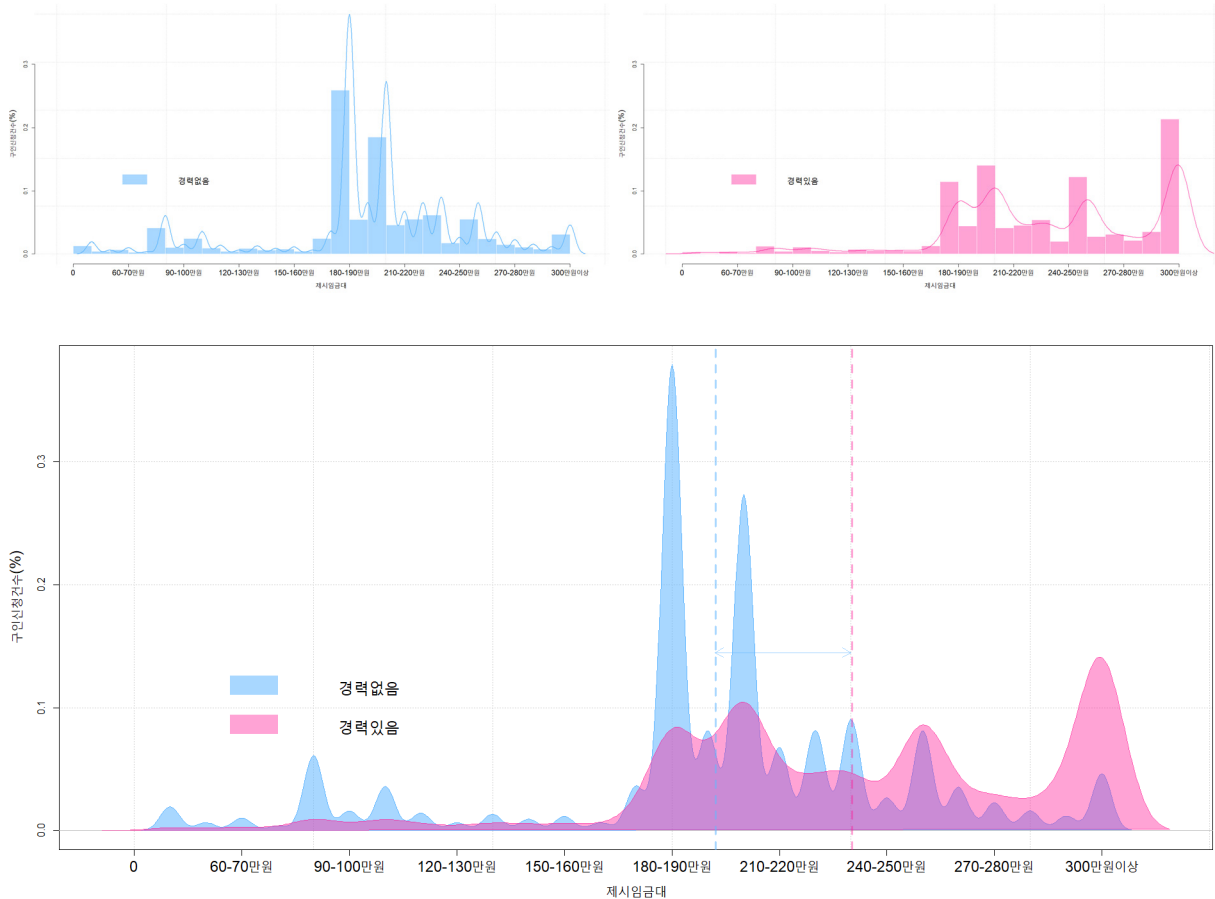 구인신청건수(%)
0.0
0.1
0.2
0.3
경력없음
0
60-70만원
90-100만원
120-130만원
150-160만원
180-190만원
210-220만원
240-250만원
270-280만원
300만원이상
제시임금대
구인신청건수(%)
0.0
0.1
0.2
0.3
경력있음
0
60-70만원
90-100만원
120-130만원
150-160만원
180-190만원
210-220만원
240-250만원
270-280만원
300만원이상
제시임금대
구인신청건수(%)
0.0
0.1
0.2
0.3
경력없음
경력있음
0
60-70만원
90-100만원
120-130만원
150-160만원
180-190만원
210-220만원
240-250만원
270-280만원
300만원이상
제시임금대